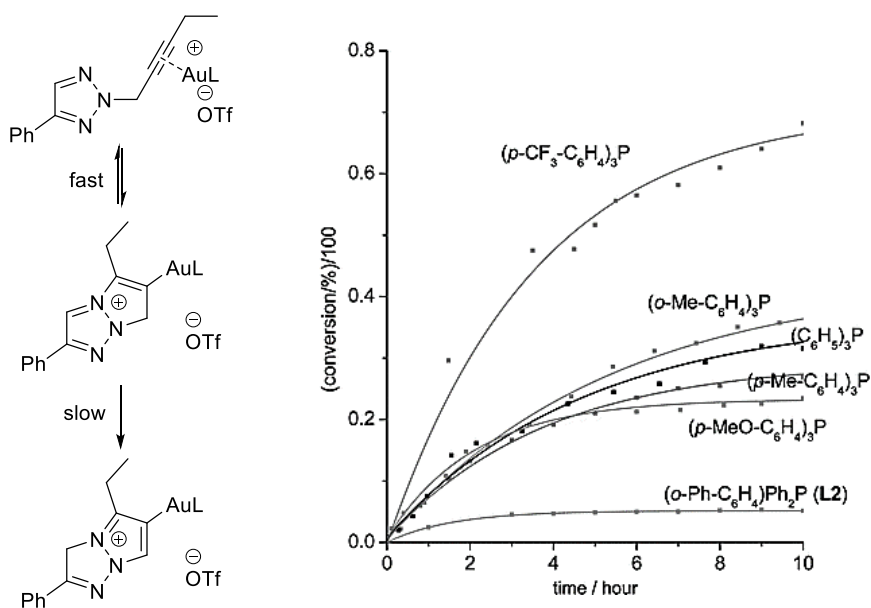 N
N
N
Ph
⊕
AuL
⊖
OTf
fast
AuL
N
⊕
N
N
Ph
⊖
OTf
slow
AuL
N
⊕
N
N
Ph
⊖
OTf
0.8
0.6
0.4
0.2
0.0
(conversion/%)/100
(p-CF₃-C₆H₄)₃P
(o-Me-C₆H₄)₃P
(C₆H₅)₃P
(p-Me-C₆H₄)₃P
(p-MeO-C₆H₄)₃P
(o-Ph-C₆H₄)Ph₂P (L2)
0 2 4 6 8 10
time / hour